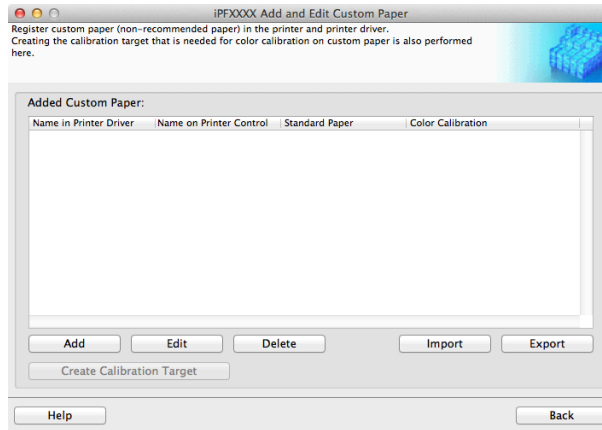 iPFXXXX Add and Edit Custom Paper
Register custom paper (non-recommended paper) in the printer and printer driver.
Creating the calibration target that is needed for color calibration on custom paper is also performed
here.
Added Custom Paper:
Name in Printer Driver Name on Printer Control Standard Paper Color Calibration
Add Edit Delete Import Export
Create Calibration Target
Help Back